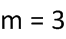 m = 3